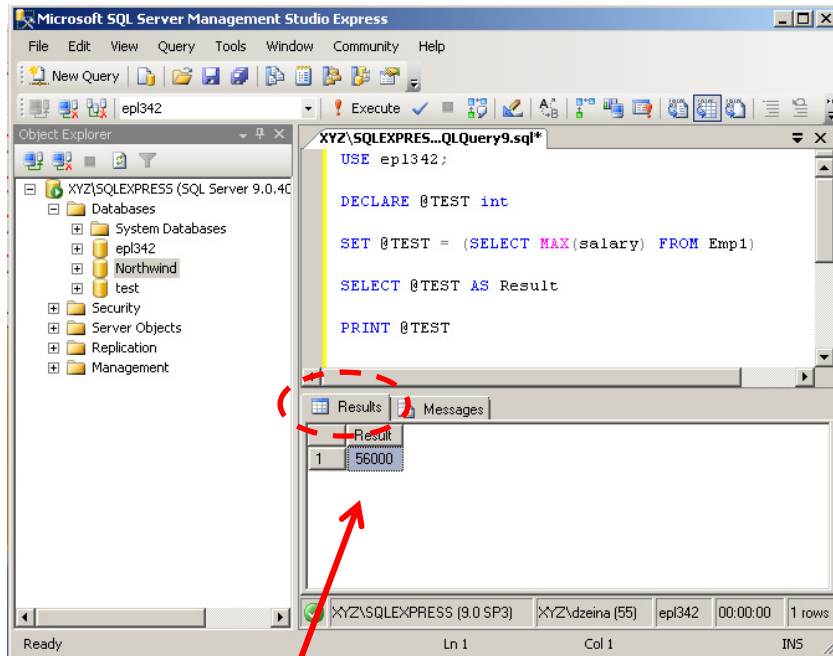 Microsoft SQL Server Management Studio Express
File Edit View Query Tools Window Community Help
New Query
epl342 Execute
Object Explorer
XYZ\SQLEXPRESS (SQL Server 9.0.40
Databases
System Databases
epl342
Northwind
test
Security
Server Objects
Replication
Management
XYZ\SQLEXPRES...QLQuery9.sql*
USE epl342;
DECLARE @TEST int
SET @TEST = (SELECT MAX(salary) FROM Emp1)
SELECT @TEST AS Result
PRINT @TEST
Results Messages
Result
1 56000
XYZ\SQLEXPRESS (9.0 SP3) XYZ\dzeina (55) epl342 00:00:00 1 rows
Ready Ln 1 Col 1 INS